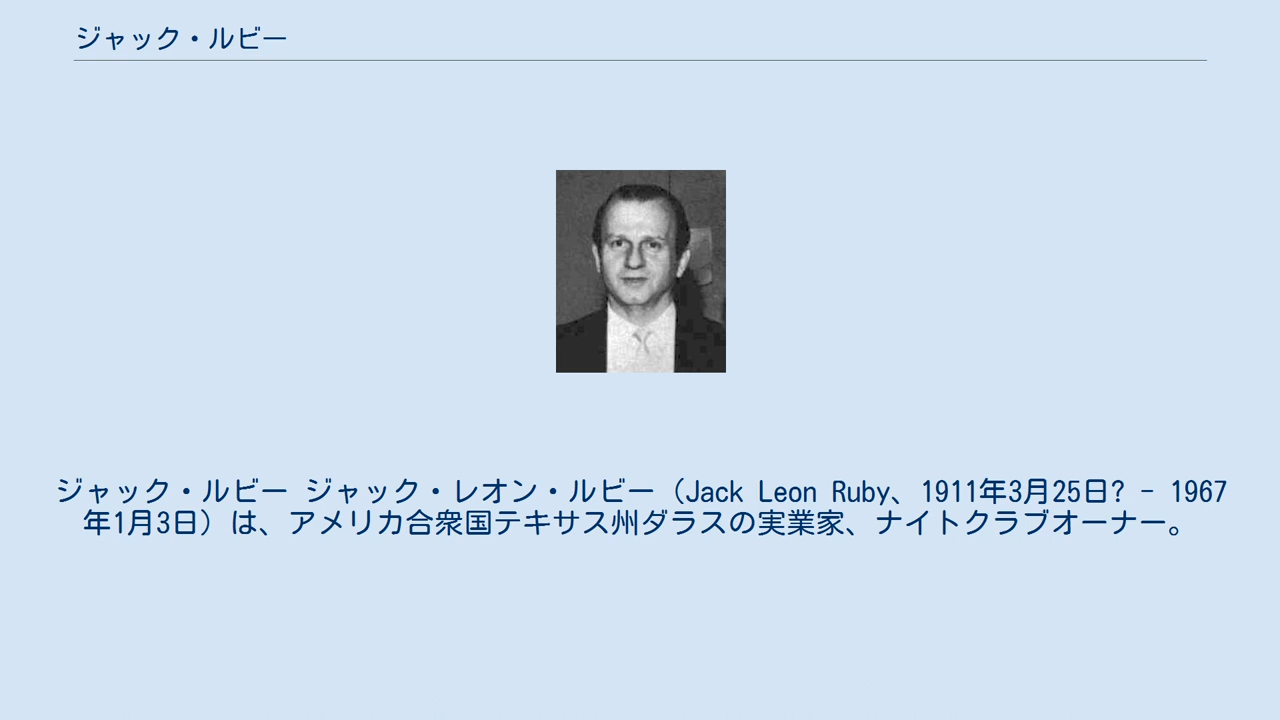 ジャック・ルビー
ジャック・ルビー ジャック・レオン・ルビー（Jack Leon Ruby、1911年3月25日? - 1967
年1月3日）は、アメリカ合衆国テキサス州ダラスの実業家、ナイトクラブオーナー。